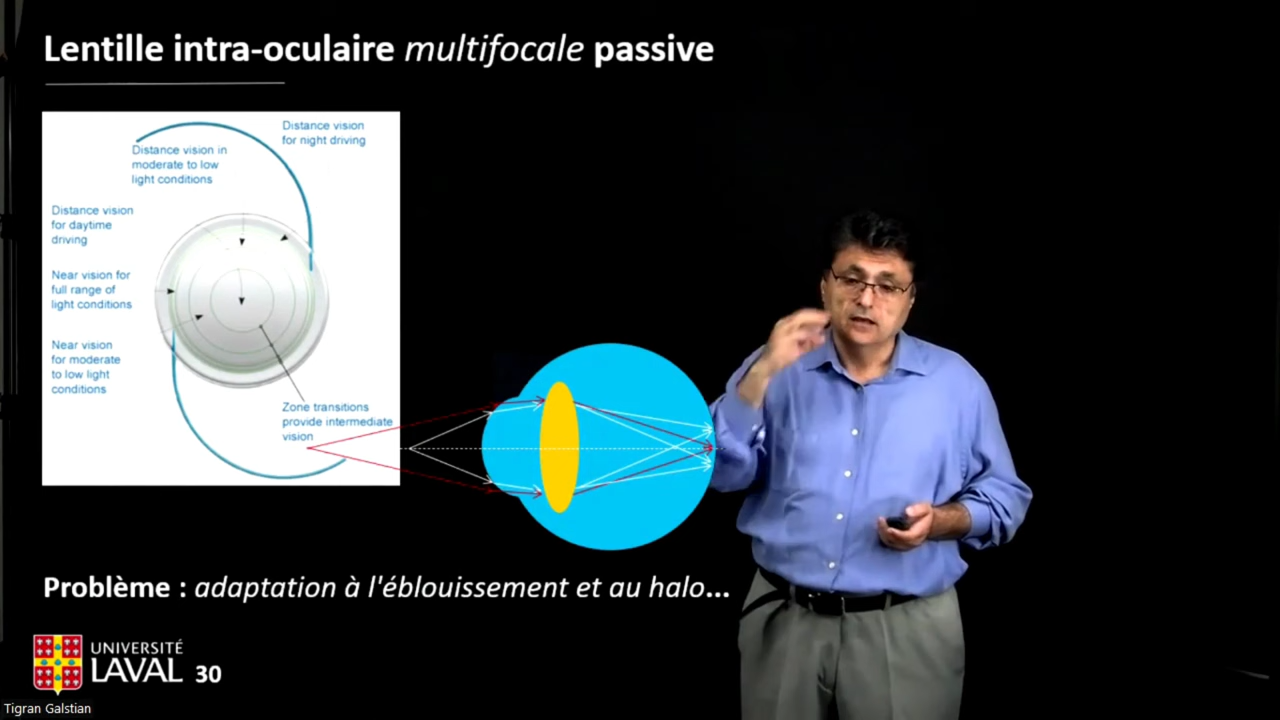 Lentille intra-oculaire multifocale passive
Distance vision
for night driving
Distance vision in
moderate to low
light conditions
Distance vision
for daytime
driving
Near vision for
full range of
light conditions
Near vision
for moderate
to low light
conditions
Zone transitions
provide intermediate
vision
Problème : adaptation à l'éblouissement et au halo...
UNIVERSITÉ
LAVAL 30
Tigran Galstian